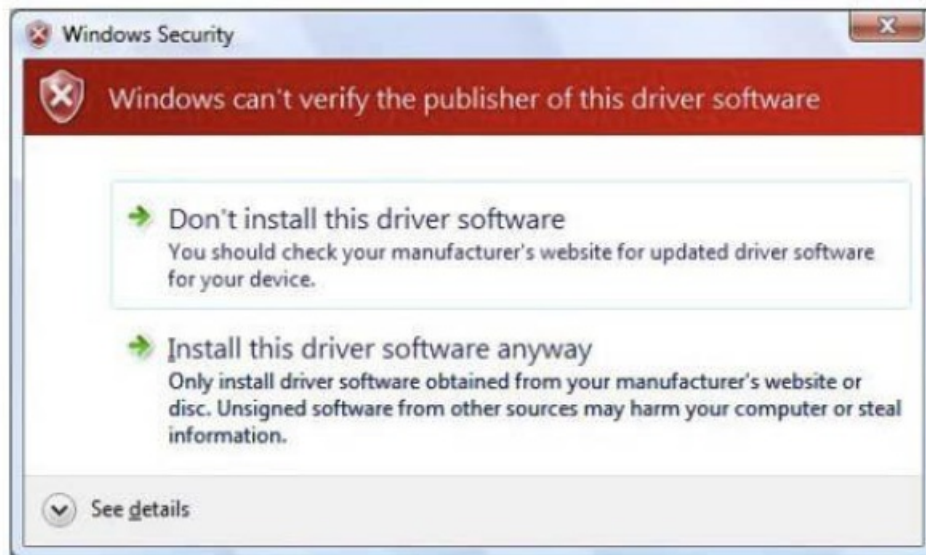 Windows Security
Windows can't verify the publisher of this driver software
Don't install this driver software
You should check your manufacturer's website for updated driver software
for your device.
Install this driver software anyway
Only install driver software obtained from your manufacturer's website or
disc. Unsigned software from other sources may harm your computer or steal
information.
See details